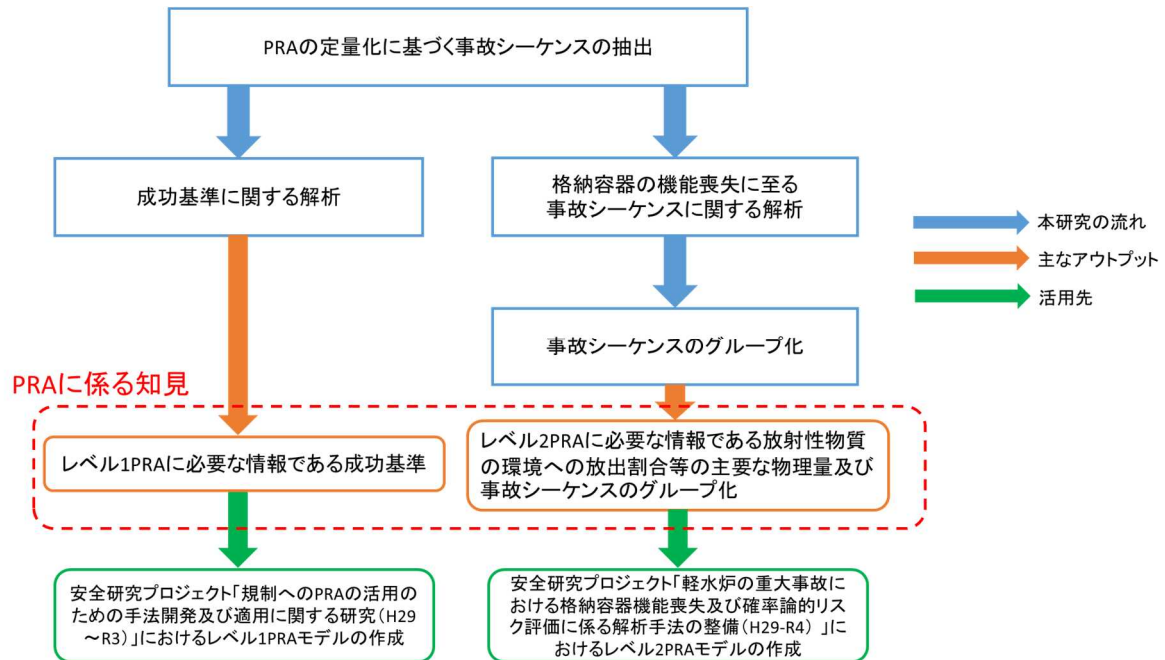 PRAの定量化に基づく事故シーケンスの抽出
成功基準に関する解析
格納容器の機能喪失に至る
事故シーケンスに関する解析
本研究の流れ
主なアウトプット
活用先
事故シーケンスのグループ化
PRAに係る知見
レベル1PRAに必要な情報である成功基準
レベル2PRAに必要な情報である放射性物質
の環境への放出割合等の主要な物理量及び
事故シーケンスのグループ化
安全研究プロジェクト「規制へのPRAの活用の
ための手法開発及び適用に関する研究(H29
～R3)」におけるレベル1PRAモデルの作成
安全研究プロジェクト「軽水炉の重大事故に
おける格納容器機能喪失及び確率論的リス
ク評価に係る解析手法の整備(H29-R4) 」に
おけるレベル2PRAモデルの作成